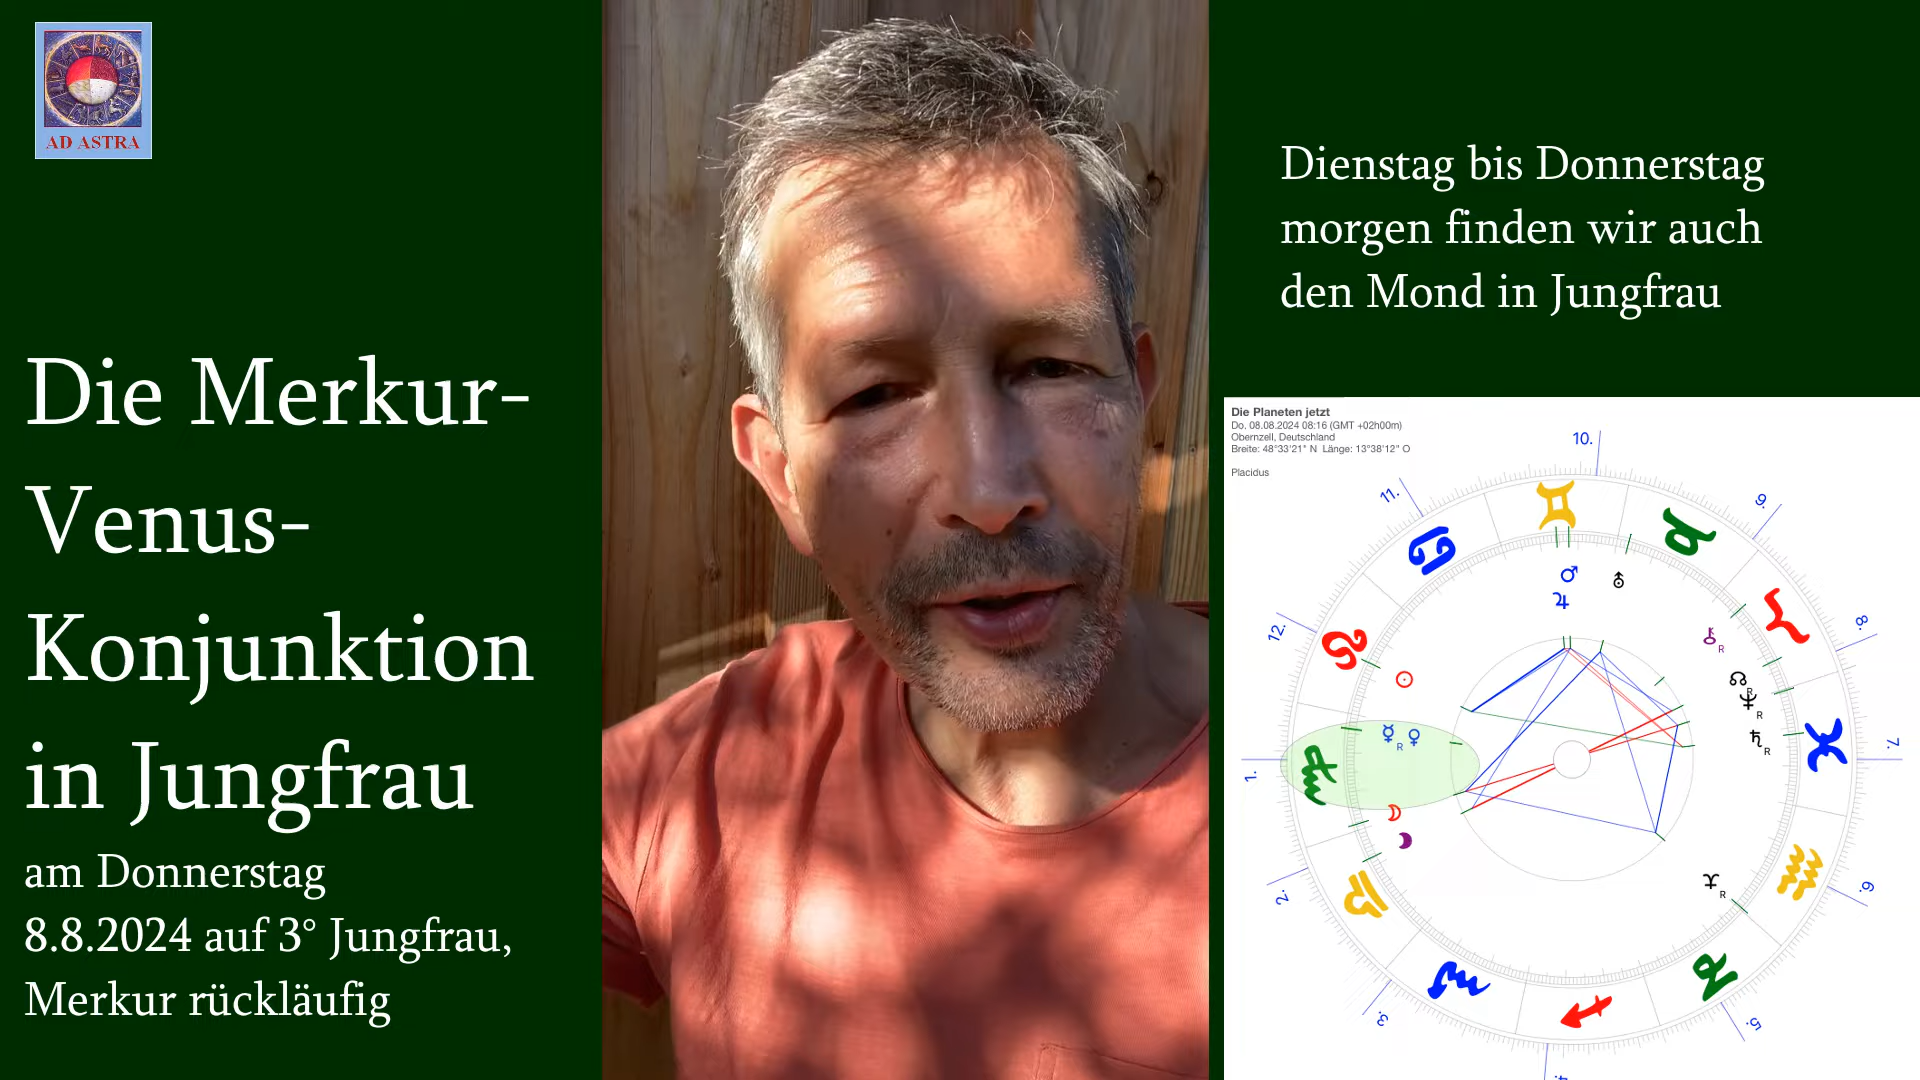 AD ASTRA
Die Merkur-
Venus-
Konjunktion
in Jungfrau
am Donnerstag
8.8.2024 auf 3° Jungfrau,
Merkur rückläufig
Dienstag bis Donnerstag
morgen finden wir auch
den Mond in Jungfrau
Die Planeten jetzt
Do. 08.08.2024 08:16 (GMT +02h00m)
Obernzell, Deutschland
Breite: 48°33'21" N Länge: 13°38'12" O
Placidus
10.
11.
9.
12.
8.
R
R
R
R
R
7.
1.
2.
6.
R
3.
5.